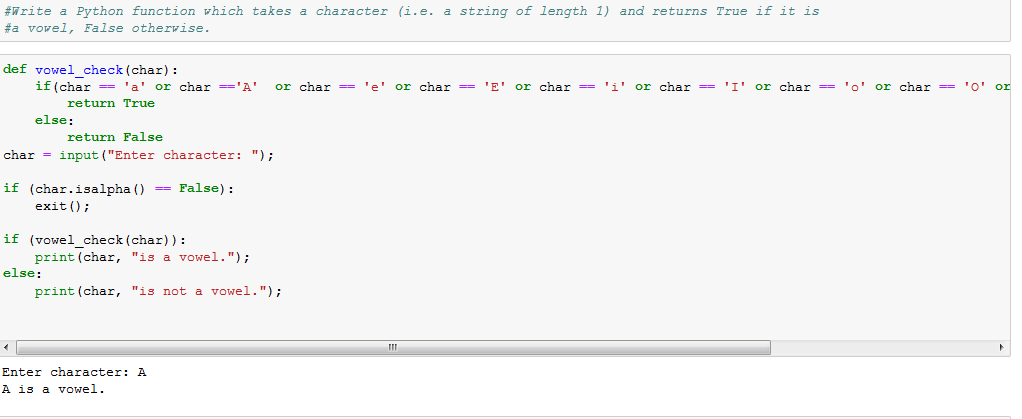 #Write a Python function which takes a character (i.e. a string of length 1) and returns True if it is
#a vowel, False otherwise.
def vowel_check(char):
    if(char == 'a' or char =='A'  or char == 'e' or char == 'E' or char == 'i' or char == 'I' or char == 'o' or char == 'O' or
        return True
    else:
        return False
char = input("Enter character: ");
if (char.isalpha() == False):
    exit();
if (vowel_check(char)):
    print(char, "is a vowel.");
else:
    print(char, "is not a vowel.");
Enter character: A
A is a vowel.